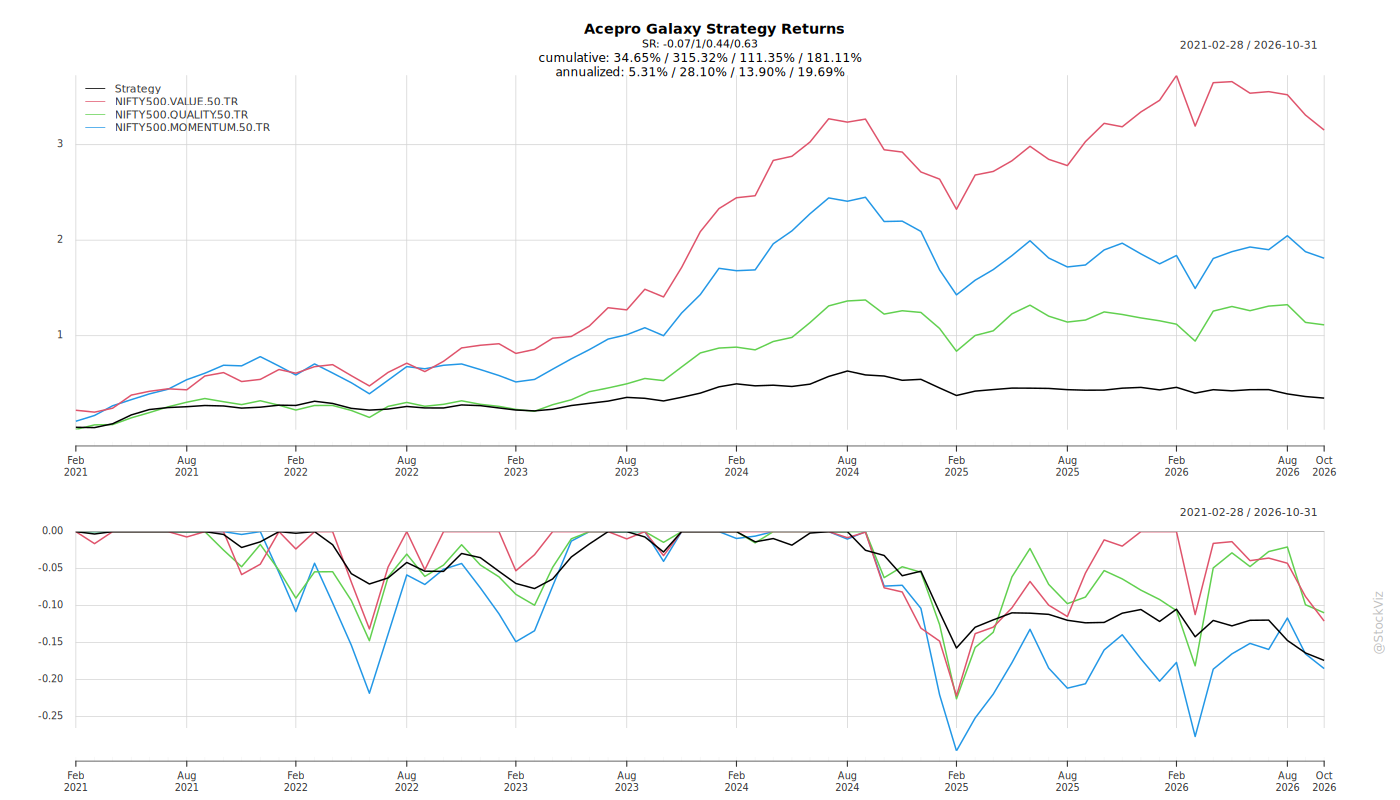 Acepro Galaxy Strategy Returns
SR: -0.07/1/0.44/0.63
cumulative: 34.65% / 315.32% / 111.35% / 181.11%
annualized: 5.31% / 28.10% / 13.90% / 19.69%
2021-02-28 / 2026-10-31
Strategy
NIFTY500.VALUE.50.TR
NIFTY500.QUALITY.50.TR
NIFTY500.MOMENTUM.50.TR
3
2
1
Feb 2021
Aug 2021
Feb 2022
Aug 2022
Feb 2023
Aug 2023
Feb 2024
Aug 2024
Feb 2025
Aug 2025
Feb 2026
Aug 2026
Oct 2026
2021-02-28 / 2026-10-31
0.00
-0.05
-0.10
-0.15
-0.20
-0.25
Feb 2021
Aug 2021
Feb 2022
Aug 2022
Feb 2023
Aug 2023
Feb 2024
Aug 2024
Feb 2025
Aug 2025
Feb 2026
Aug 2026
Oct 2026
@StockViz